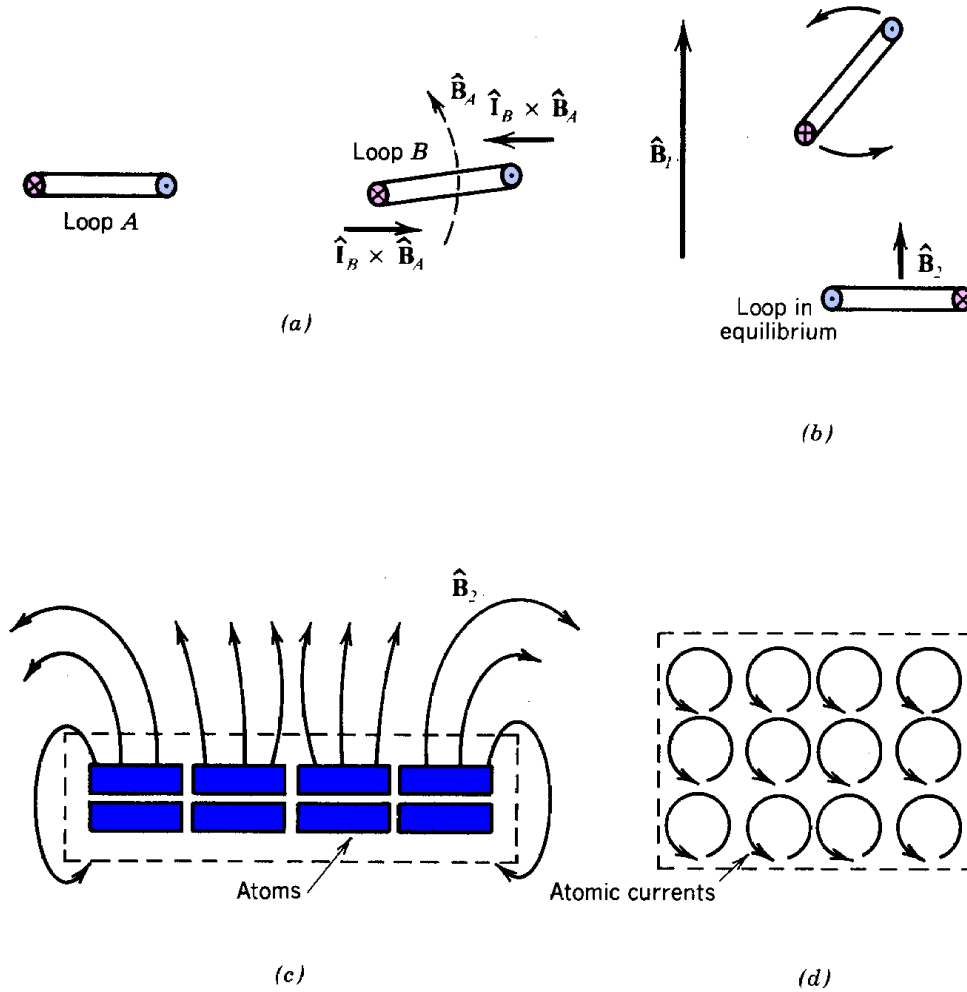 B̂_A
Î_B × B̂_A
Loop B
Loop A
Î_B × B̂_A
(a)
B̂_1
B̂_2
Loop in
equilibrium
(b)
B̂_2
Atoms
Atomic currents
(c)
(d)